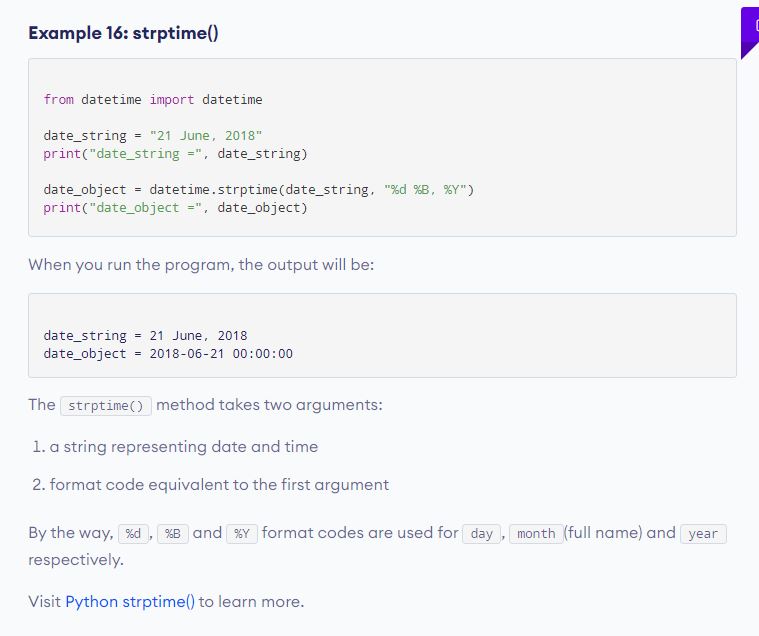 Example 16: strptime()
from datetime import datetime
date_string = "21 June, 2018"
print("date_string =", date_string)
date_object = datetime.strptime(date_string, "%d %B, %Y")
print("date_object =", date_object)
When you run the program, the output will be:
date_string = 21 June, 2018
date_object = 2018-06-21 00:00:00
The strptime() method takes two arguments:
1. a string representing date and time
2. format code equivalent to the first argument
By the way, %d, %B and %Y format codes are used for day, month(full name) and year
respectively.
Visit Python strptime() to learn more.